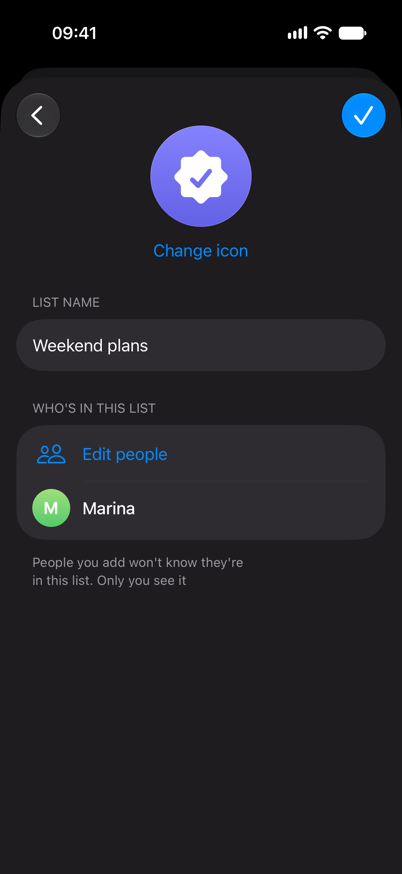 09:41
Change icon
LIST NAME
Weekend plans
WHO'S IN THIS LIST
Edit people
M
Marina
People you add won't know they're
in this list. Only you see it